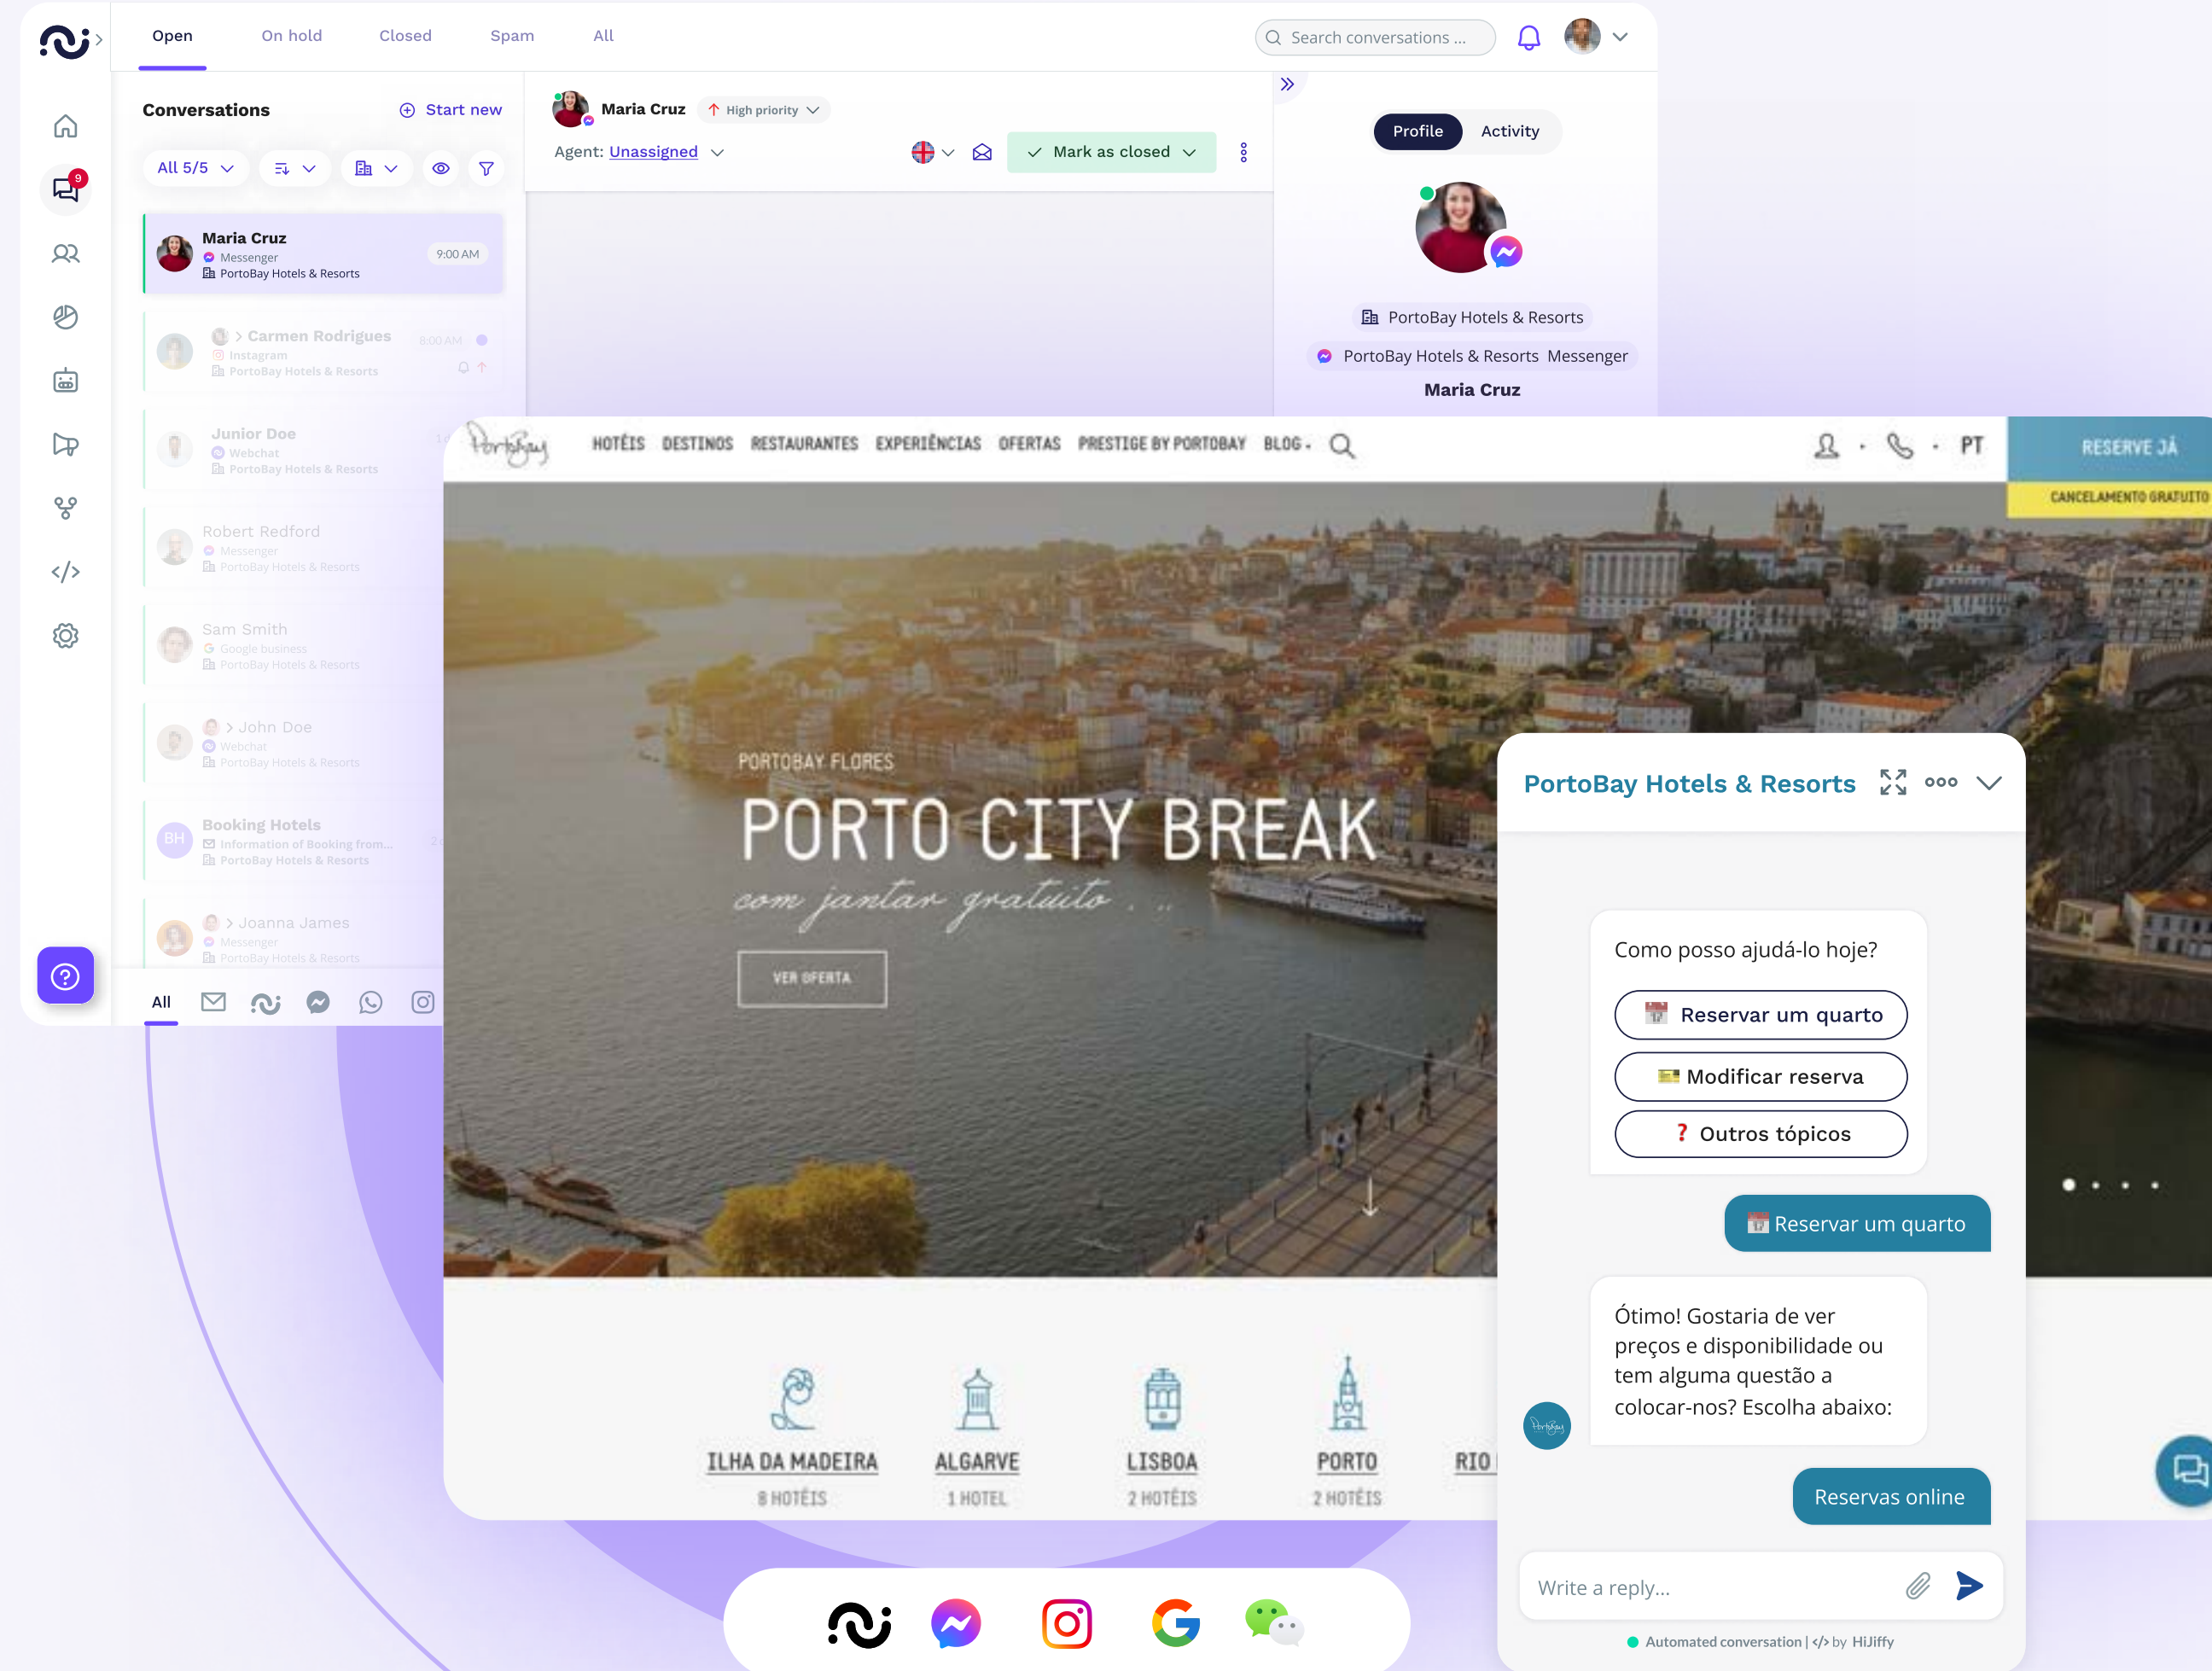 Open
On hold
Closed
Spam
All
Search conversations ...
Conversations
Start new
All 5/5
9
Maria Cruz
Messenger
PortoBay Hotels & Resorts
9:00 AM
Carmen Rodrigues
Instagram
PortoBay Hotels & Resorts
8:00 AM
Junior Doe
Webchat
PortoBay Hotels & Resorts
Robert Redford
Messenger
PortoBay Hotels & Resorts
Sam Smith
Google business
PortoBay Hotels & Resorts
John Doe
Webchat
PortoBay Hotels & Resorts
BH
Booking Hotels
Information of Booking from...
PortoBay Hotels & Resorts
Joanna James
Messenger
PortoBay Hotels & Resorts
All
Maria Cruz
High priority
Agent: Unassigned
Mark as closed
Profile
Activity
PortoBay Hotels & Resorts
PortoBay Hotels & Resorts Messenger
Maria Cruz
PortoBay
HOTÉIS
DESTINOS
RESTAURANTES
EXPERIÊNCIAS
OFERTAS
PRESTIGE BY PORTOBAY
BLOG
PT
RESERVE JÁ
CANCELAMENTO GRATUITO
PORTOBAY FLORES
PORTO CITY BREAK
com jantar gratuito . ..
VER OFERTA
ILHA DA MADEIRA
8 HOTÉIS
ALGARVE
1 HOTEL
LISBOA
2 HOTÉIS
PORTO
2 HOTÉIS
RIO
PortoBay Hotels & Resorts
Como posso ajudá-lo hoje?
Reservar um quarto
Modificar reserva
❓ Outros tópicos
Reservar um quarto
Ótimo! Gostaria de ver
preços e disponibilidade ou
tem alguma questão a
colocar-nos? Escolha abaixo:
PortoBay
Reservas online
Write a reply...
Automated conversation | </> by HiJiffy